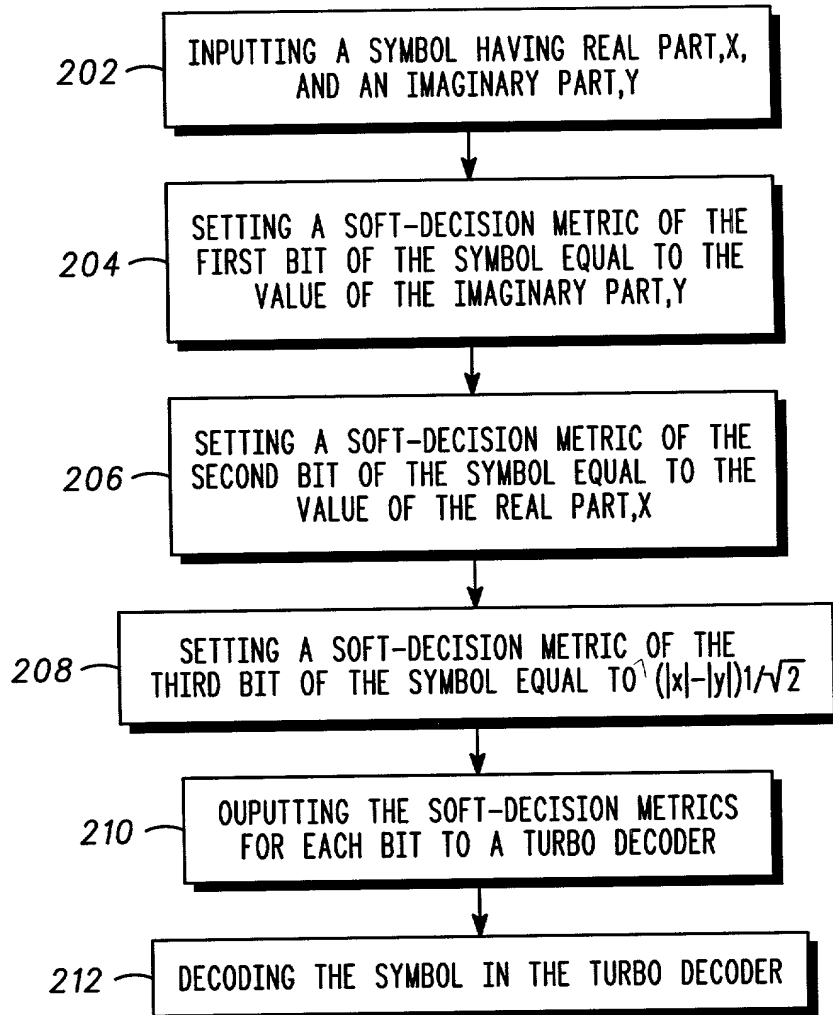 202
INPUTTING A SYMBOL HAVING REAL PART,X,
AND AN IMAGINARY PART,Y
204
SETTING A SOFT-DECISION METRIC OF THE
FIRST BIT OF THE SYMBOL EQUAL TO THE
VALUE OF THE IMAGINARY PART,Y
206
SETTING A SOFT-DECISION METRIC OF THE
SECOND BIT OF THE SYMBOL EQUAL TO THE
VALUE OF THE REAL PART,X
208
SETTING A SOFT-DECISION METRIC OF THE
THIRD BIT OF THE SYMBOL EQUAL TO (|x|-|y|)1/√2
210
OUPUTTING THE SOFT-DECISION METRICS
FOR EACH BIT TO A TURBO DECODER
212
DECODING THE SYMBOL IN THE TURBO DECODER